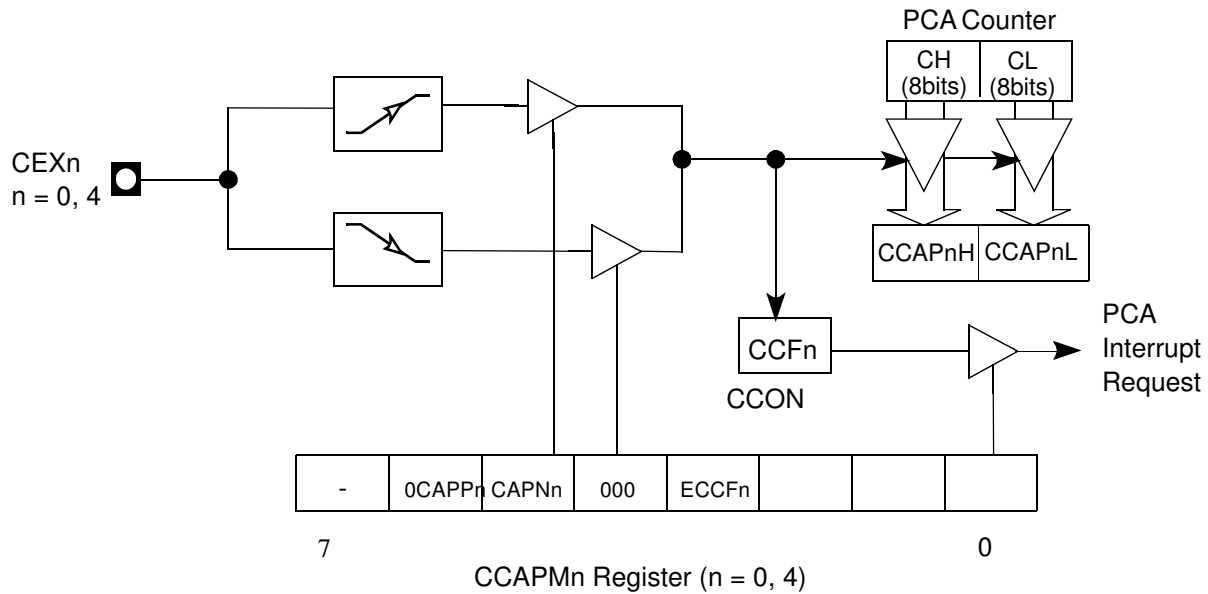 PCA Counter
CH CL
(8bits) (8bits)
CEXn
n = 0, 4
CCAPnH CCAPnL
CCFn
CCON
PCA
Interrupt
Request
- 0CAPPn CAPNn 000 ECCFn
7 0
CCAPMn Register (n = 0, 4)